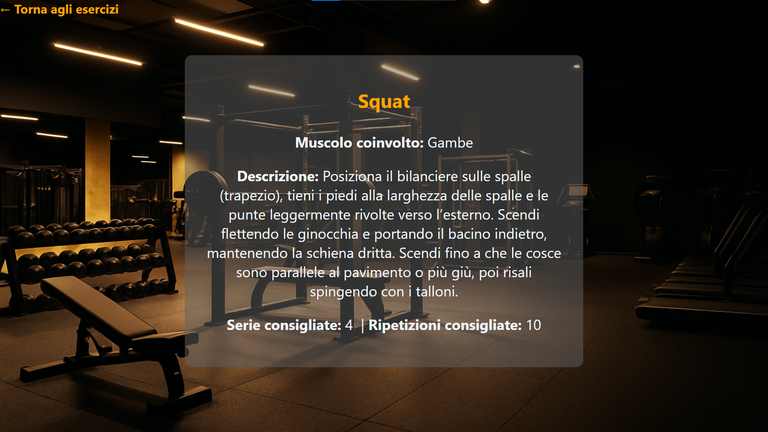 ← Torna agli esercizi
Squat
Muscolo coinvolto: Gambe
Descrizione: Posiziona il bilanciere sulle spalle
(trapezio), tieni i piedi alla larghezza delle spalle e le
punte leggermente rivolte verso l'esterno. Scendi
flettendo le ginocchia e portando il bacino indietro,
mantenendo la schiena dritta. Scendi fino a che le cosce
sono parallele al pavimento o più giù, poi risali
spingendo con i talloni.
Serie consigliate: 4 | Ripetizioni consigliate: 10